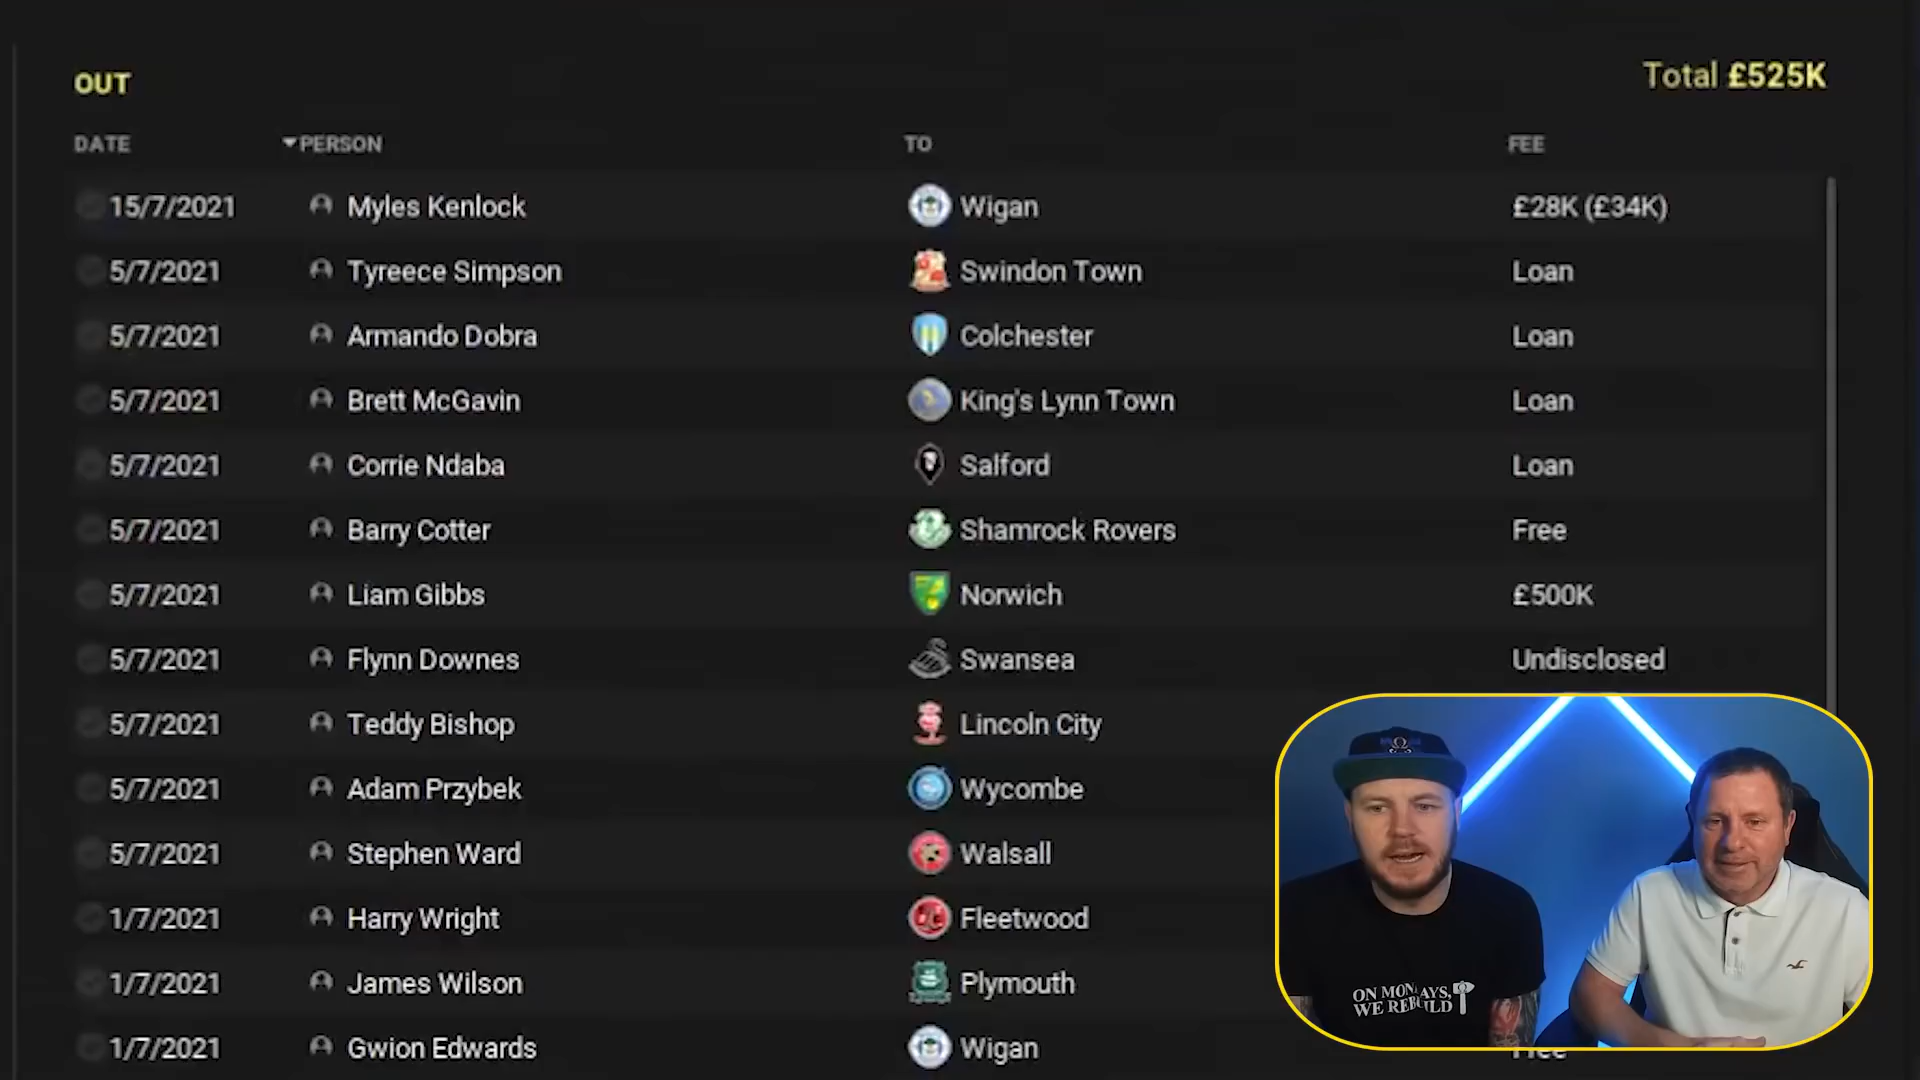 OUT
Total £525K
DATE PERSON TO FEE
15/7/2021 Myles Kenlock Wigan £28K (£34K)
5/7/2021 Tyreece Simpson Swindon Town Loan
5/7/2021 Armando Dobra Colchester Loan
5/7/2021 Brett McGavin King's Lynn Town Loan
5/7/2021 Corrie Ndaba Salford Loan
5/7/2021 Barry Cotter Shamrock Rovers Free
5/7/2021 Liam Gibbs Norwich £500K
5/7/2021 Flynn Downes Swansea Undisclosed
5/7/2021 Teddy Bishop Lincoln City
5/7/2021 Adam Przybek Wycombe
5/7/2021 Stephen Ward Walsall
1/7/2021 Harry Wright Fleetwood
1/7/2021 James Wilson Plymouth
1/7/2021 Gwion Edwards Wigan Free
ON MONDAYS,
WE REBUILD